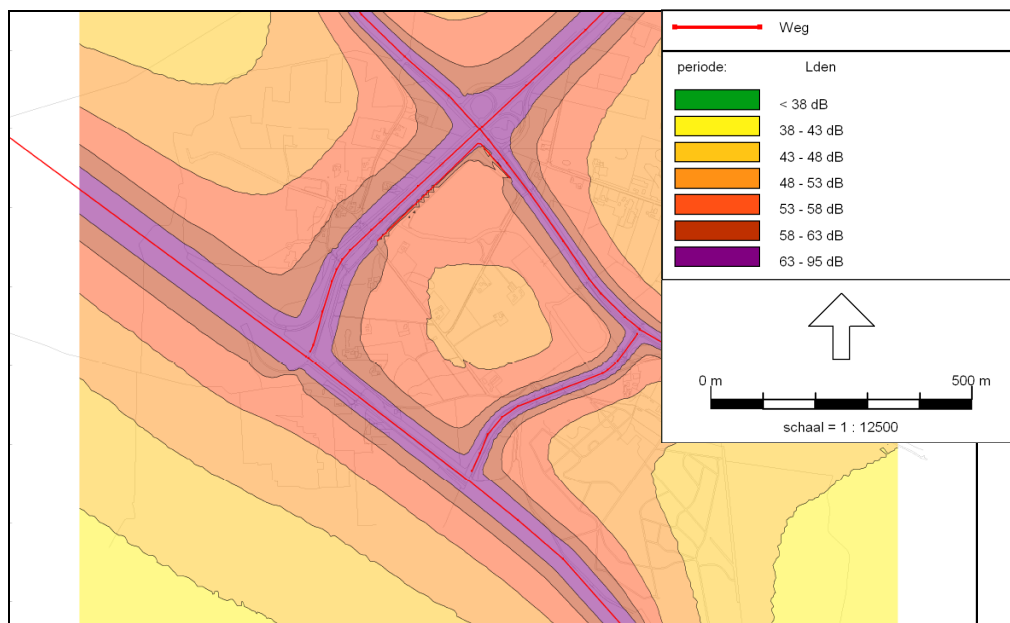 Weg
periode: Lden
< 38 dB
38 - 43 dB
43 - 48 dB
48 - 53 dB
53 - 58 dB
58 - 63 dB
63 - 95 dB
0 m 500 m
schaal = 1 : 12500